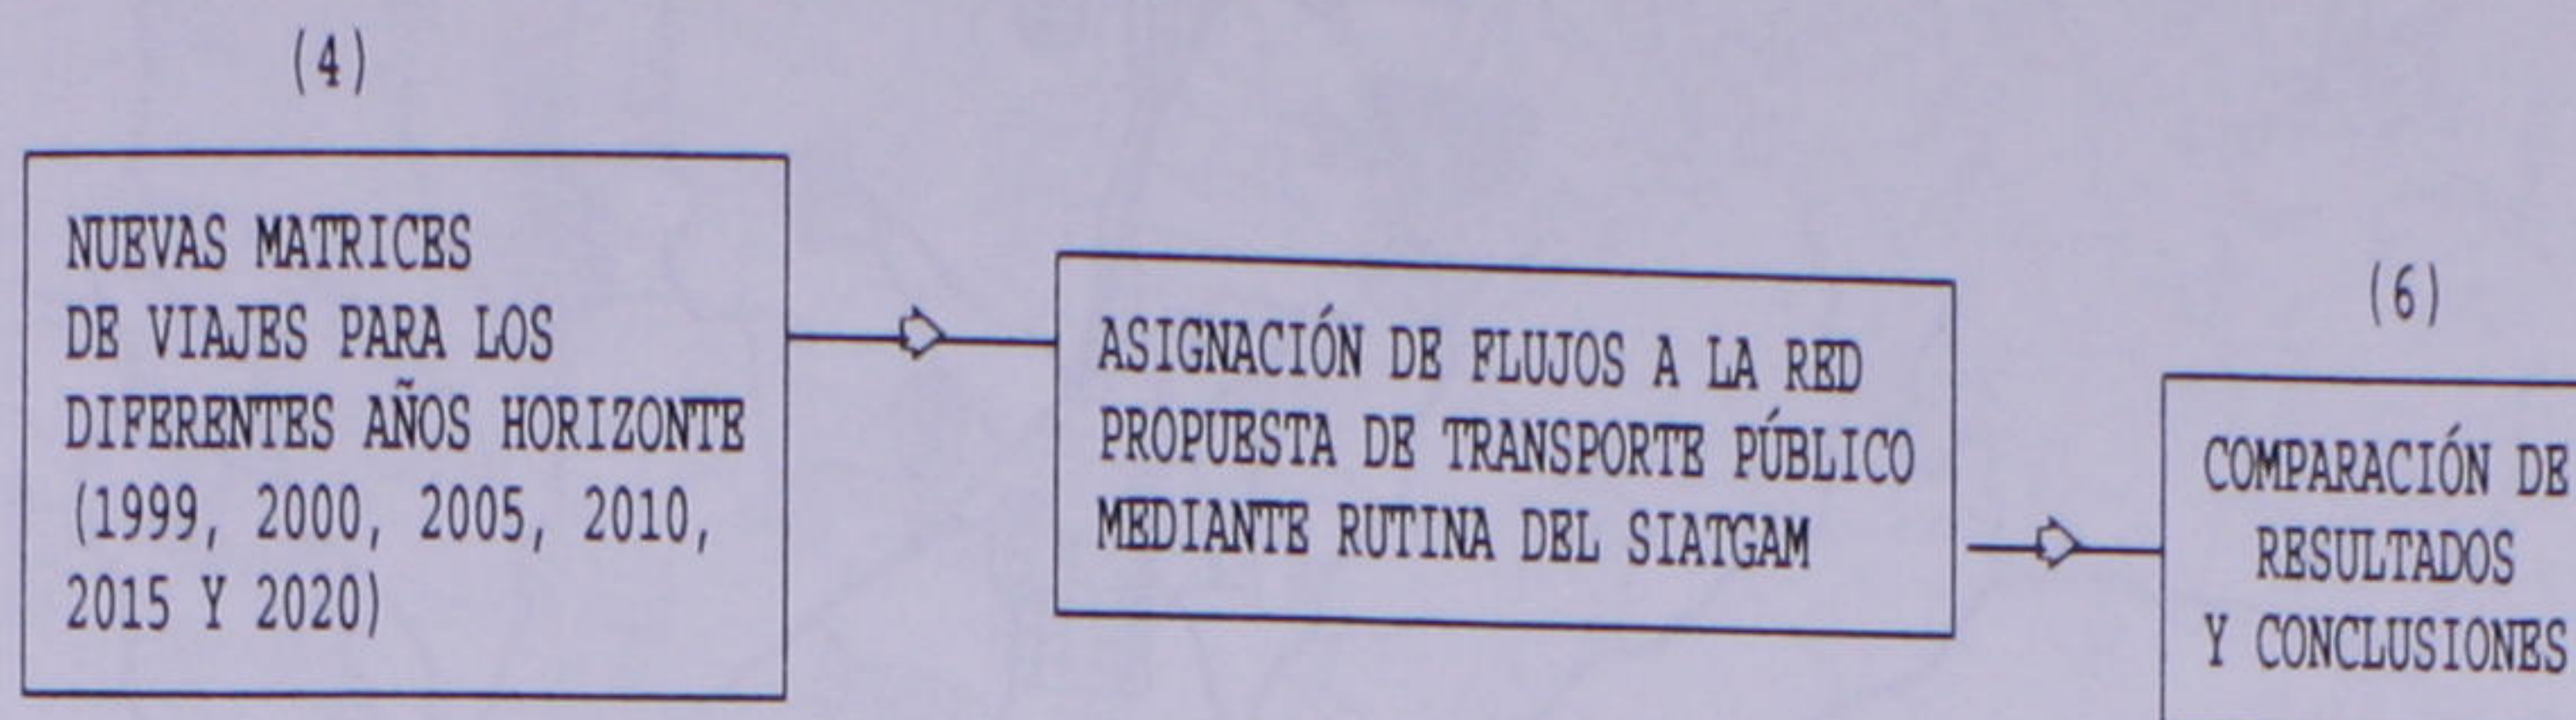 (4)
NUEVAS MATRICES
DE VIAJES PARA LOS
DIFERENTES AÑOS HORIZONTE
(1999, 2000, 2005, 2010,
2015 Y 2020)
ASIGNACIÓN DE FLUJOS A LA RED
PROPUESTA DE TRANSPORTE PÚBLICO
MEDIANTE RUTINA DEL SIATGAM
(6)
COMPARACIÓN DE
RESULTADOS
Y CONCLUSIONES